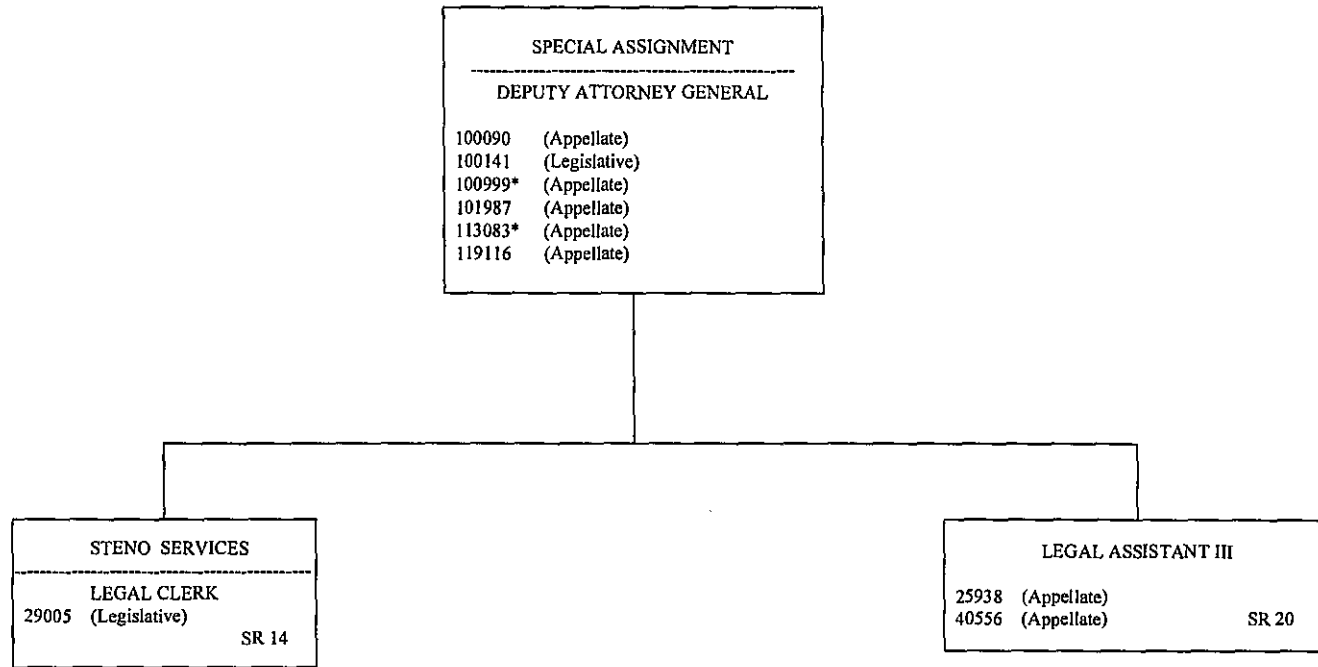 SPECIAL ASSIGNMENT
DEPUTY ATTORNEY GENERAL
100090 (Appellate)
100141 (Legislative)
100999* (Appellate)
101987 (Appellate)
113083* (Appellate)
119116 (Appellate)
STENO SERVICES
LEGAL CLERK
29005 (Legislative)
SR 14
LEGAL ASSISTANT III
25938 (Appellate)
40556 (Appellate) SR 20